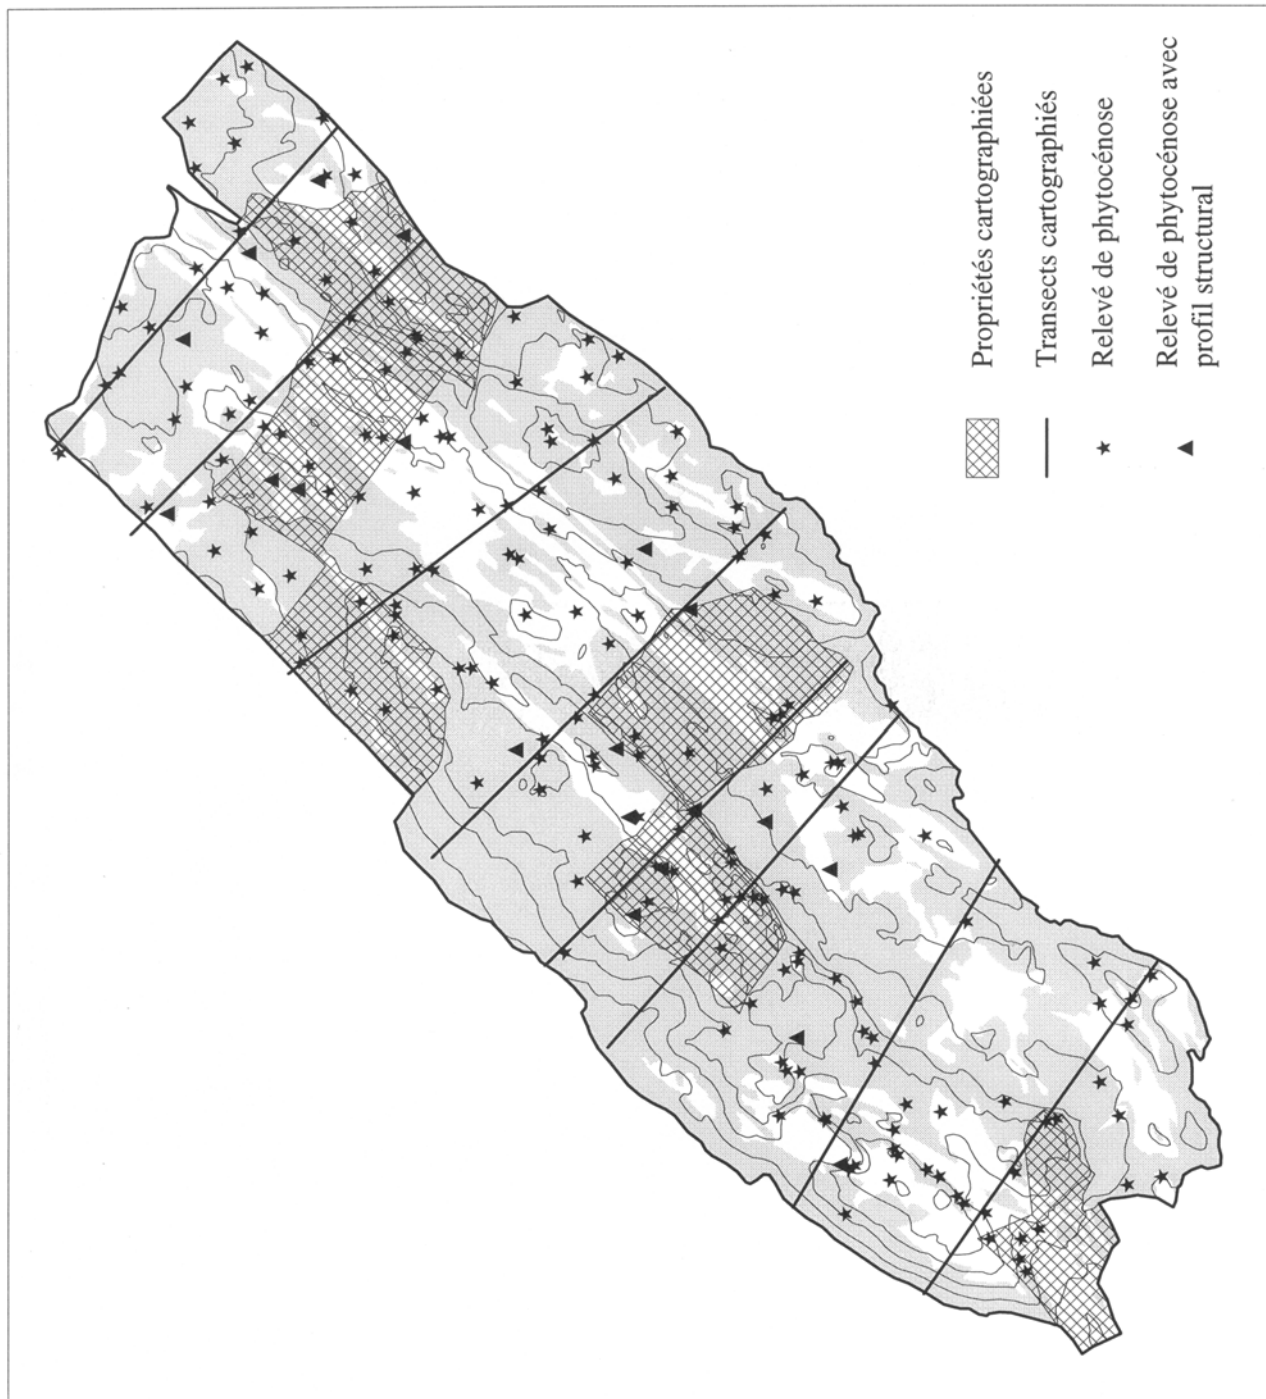 Propriétés cartographiées
Transects cartographiés
Relevé de phytocénose
Relevé de phytocénose avec
profil structural